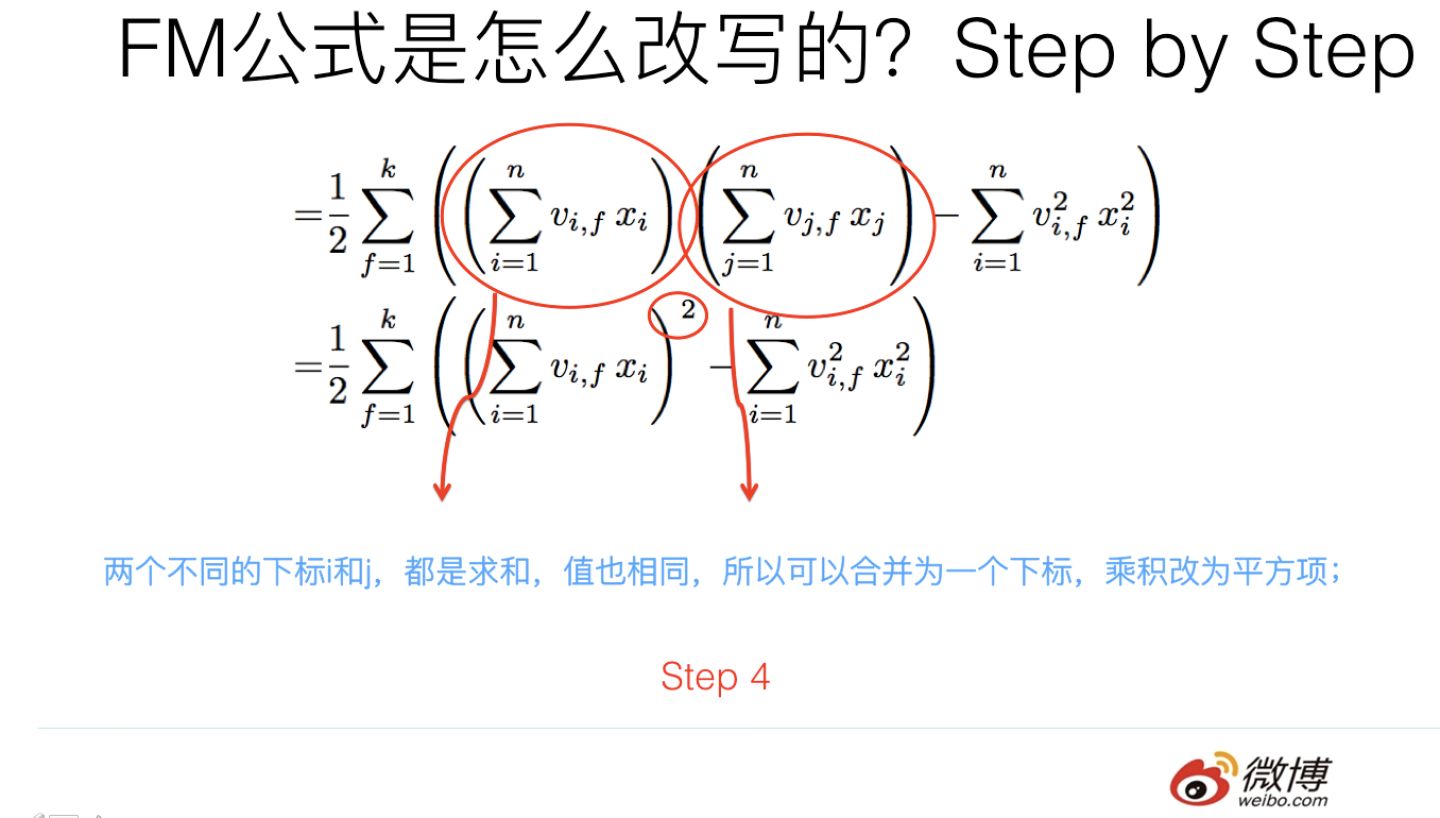 FM公式是怎么改写的？Step by Step
=\frac{1}{2}\sum_{f=1}^{k}\left(\left(\sum_{i=1}^{n}v_{i,f}x_i\right)\left(\sum_{j=1}^{n}v_{j,f}x_j\right)-\sum_{i=1}^{n}v_{i,f}^2x_i^2\right)
=\frac{1}{2}\sum_{f=1}^{k}\left(\left(\sum_{i=1}^{n}v_{i,f}x_i\right)^2-\sum_{i=1}^{n}v_{i,f}^2x_i^2\right)
两个不同的下标i和j，都是求和，值也相同，所以可以合并为一个下标，乘积改为平方项；
Step 4
微博
weibo.com